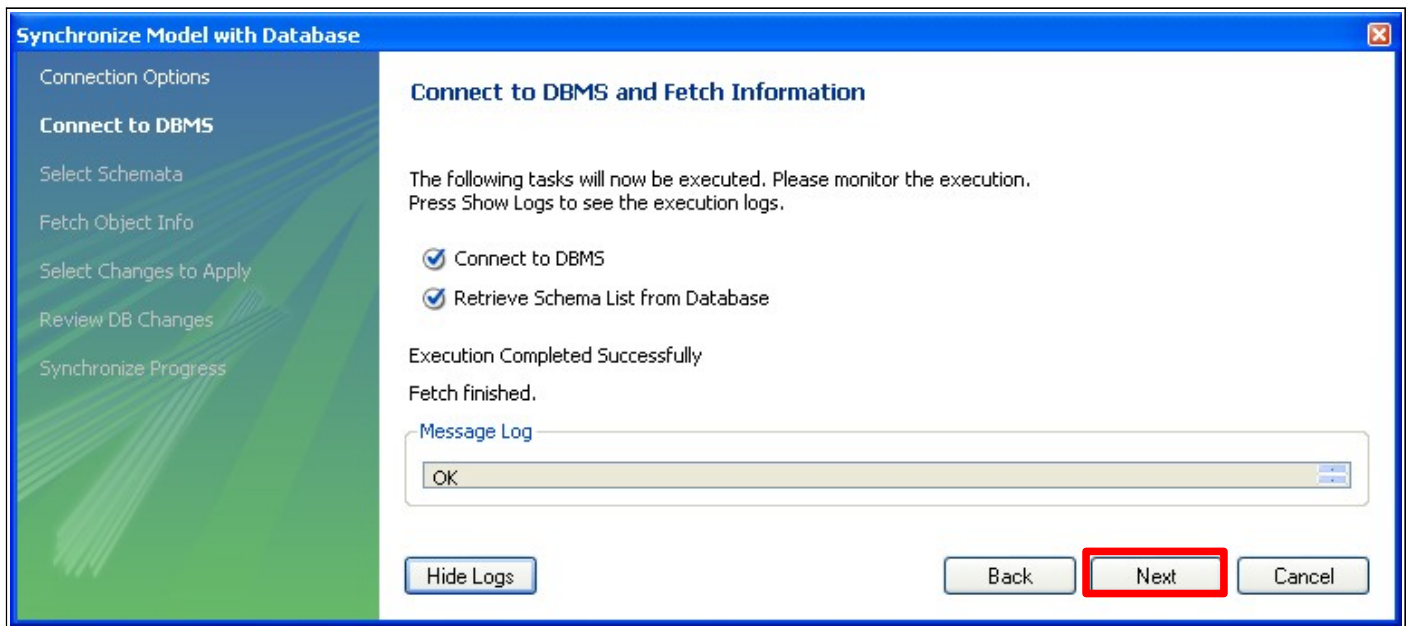 Synchronize Model with Database
Connection Options
Connect to DBMS
Select Schemata
Fetch Object Info
Select Changes to Apply
Review DB Changes
Synchronize Progress
Connect to DBMS and Fetch Information
The following tasks will now be executed. Please monitor the execution.
Press Show Logs to see the execution logs.
Connect to DBMS
Retrieve Schema List from Database
Execution Completed Successfully
Fetch finished.
Message Log
OK
Hide Logs
Back
Next
Cancel